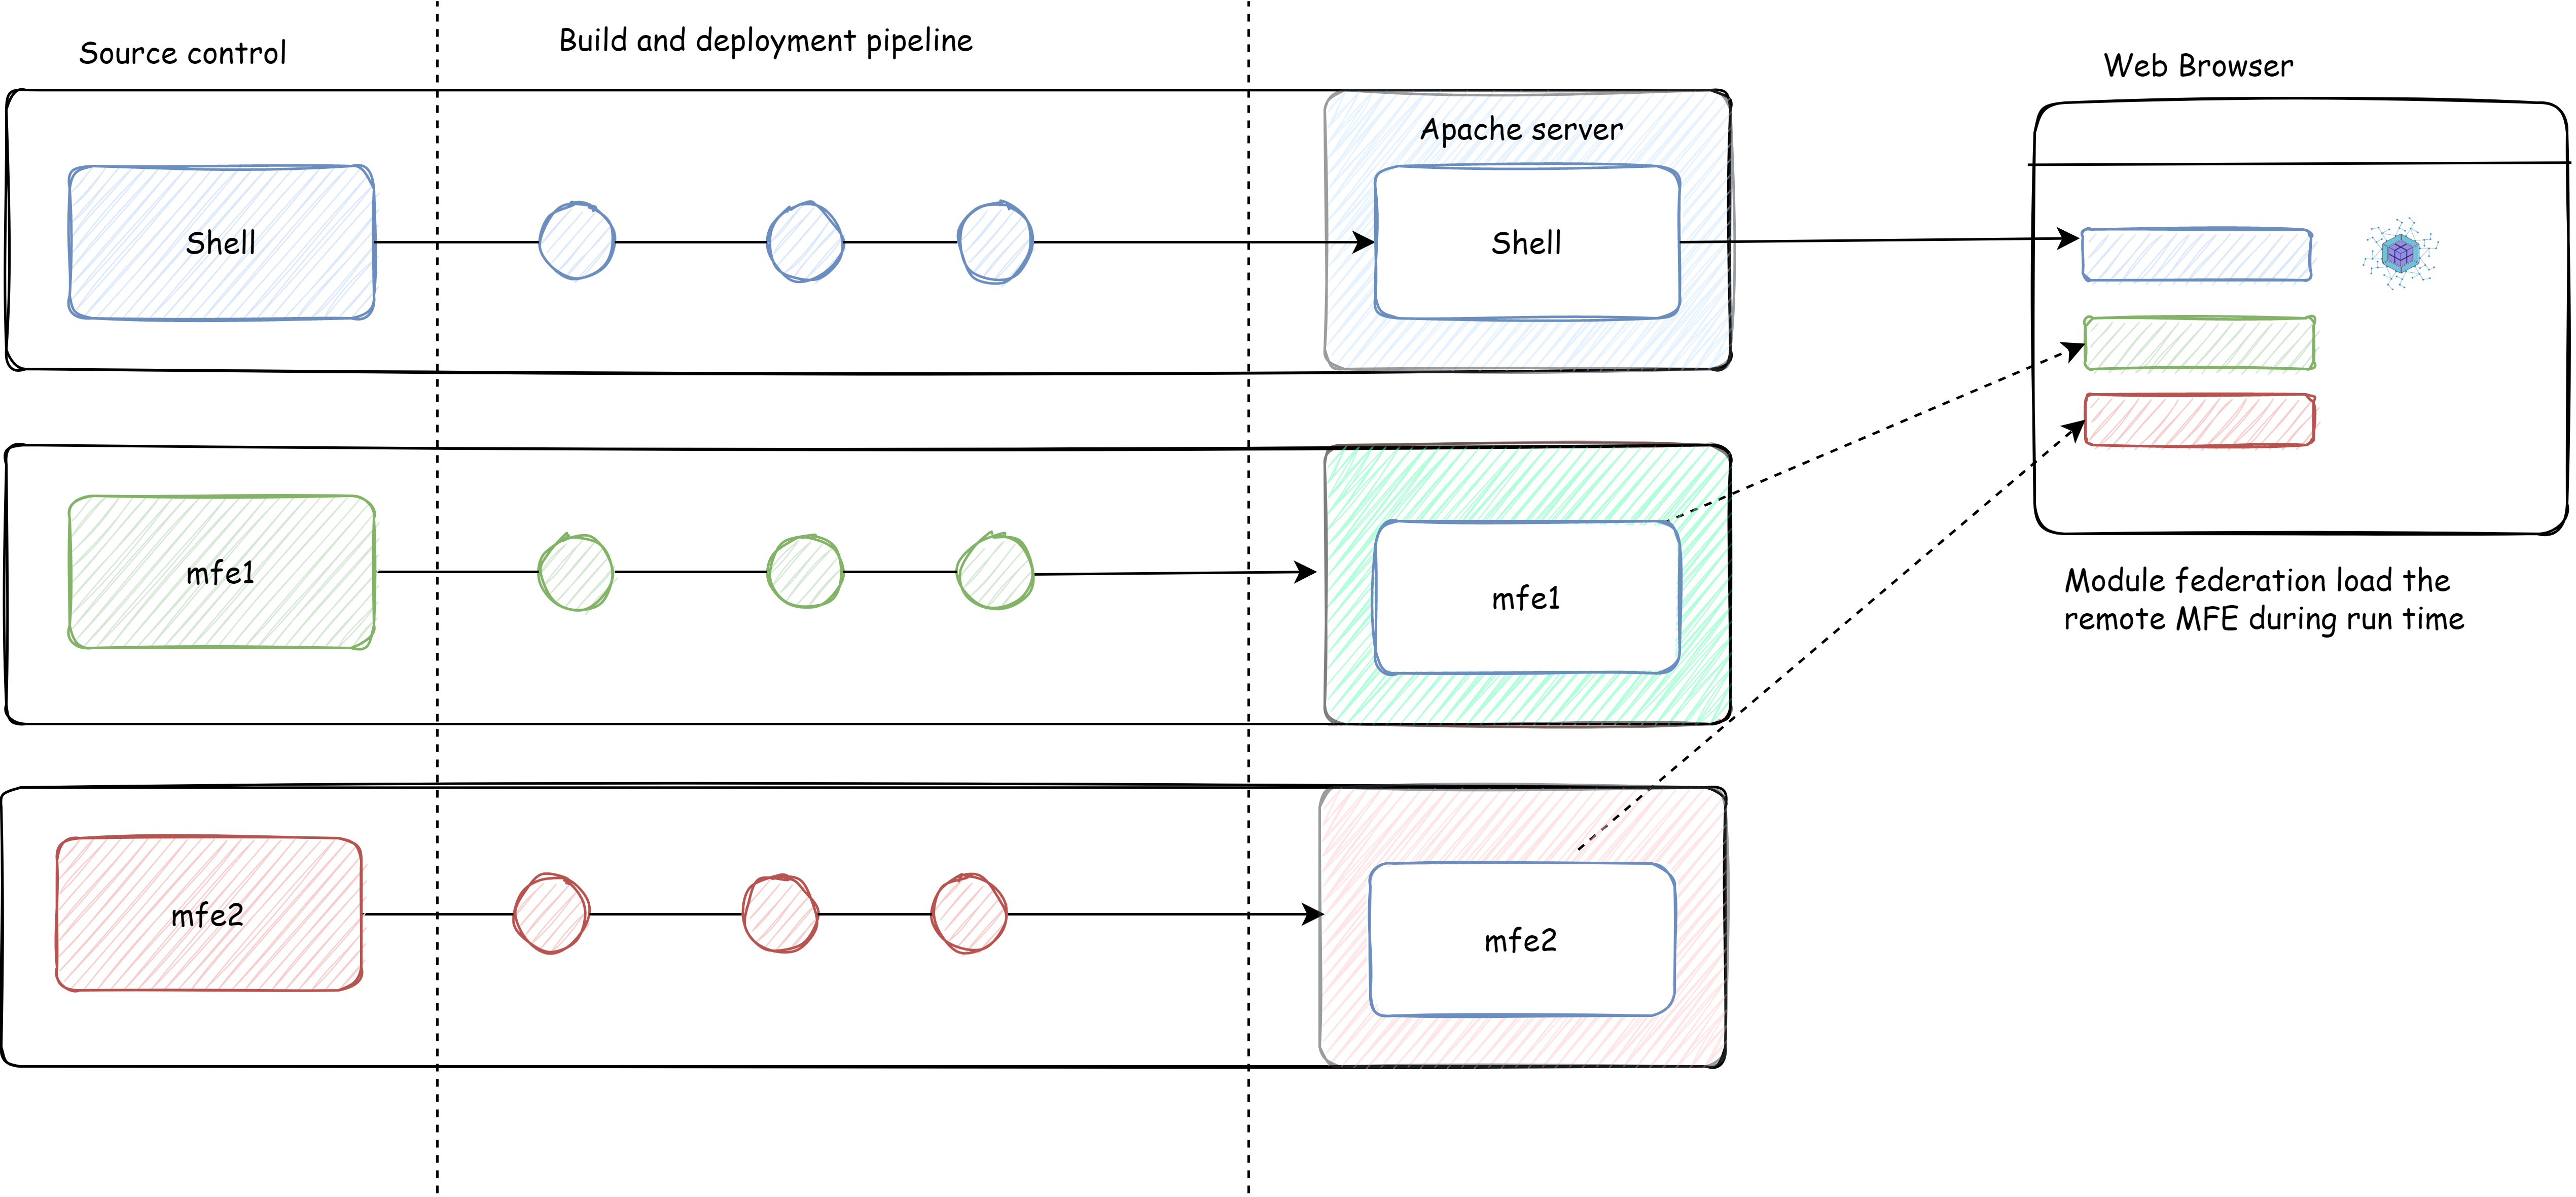 Source control
Build and deployment pipeline
Web Browser
Apache server
Shell
Shell
mfe1
mfe1
Module federation load the
remote MFE during run time
mfe2
mfe2